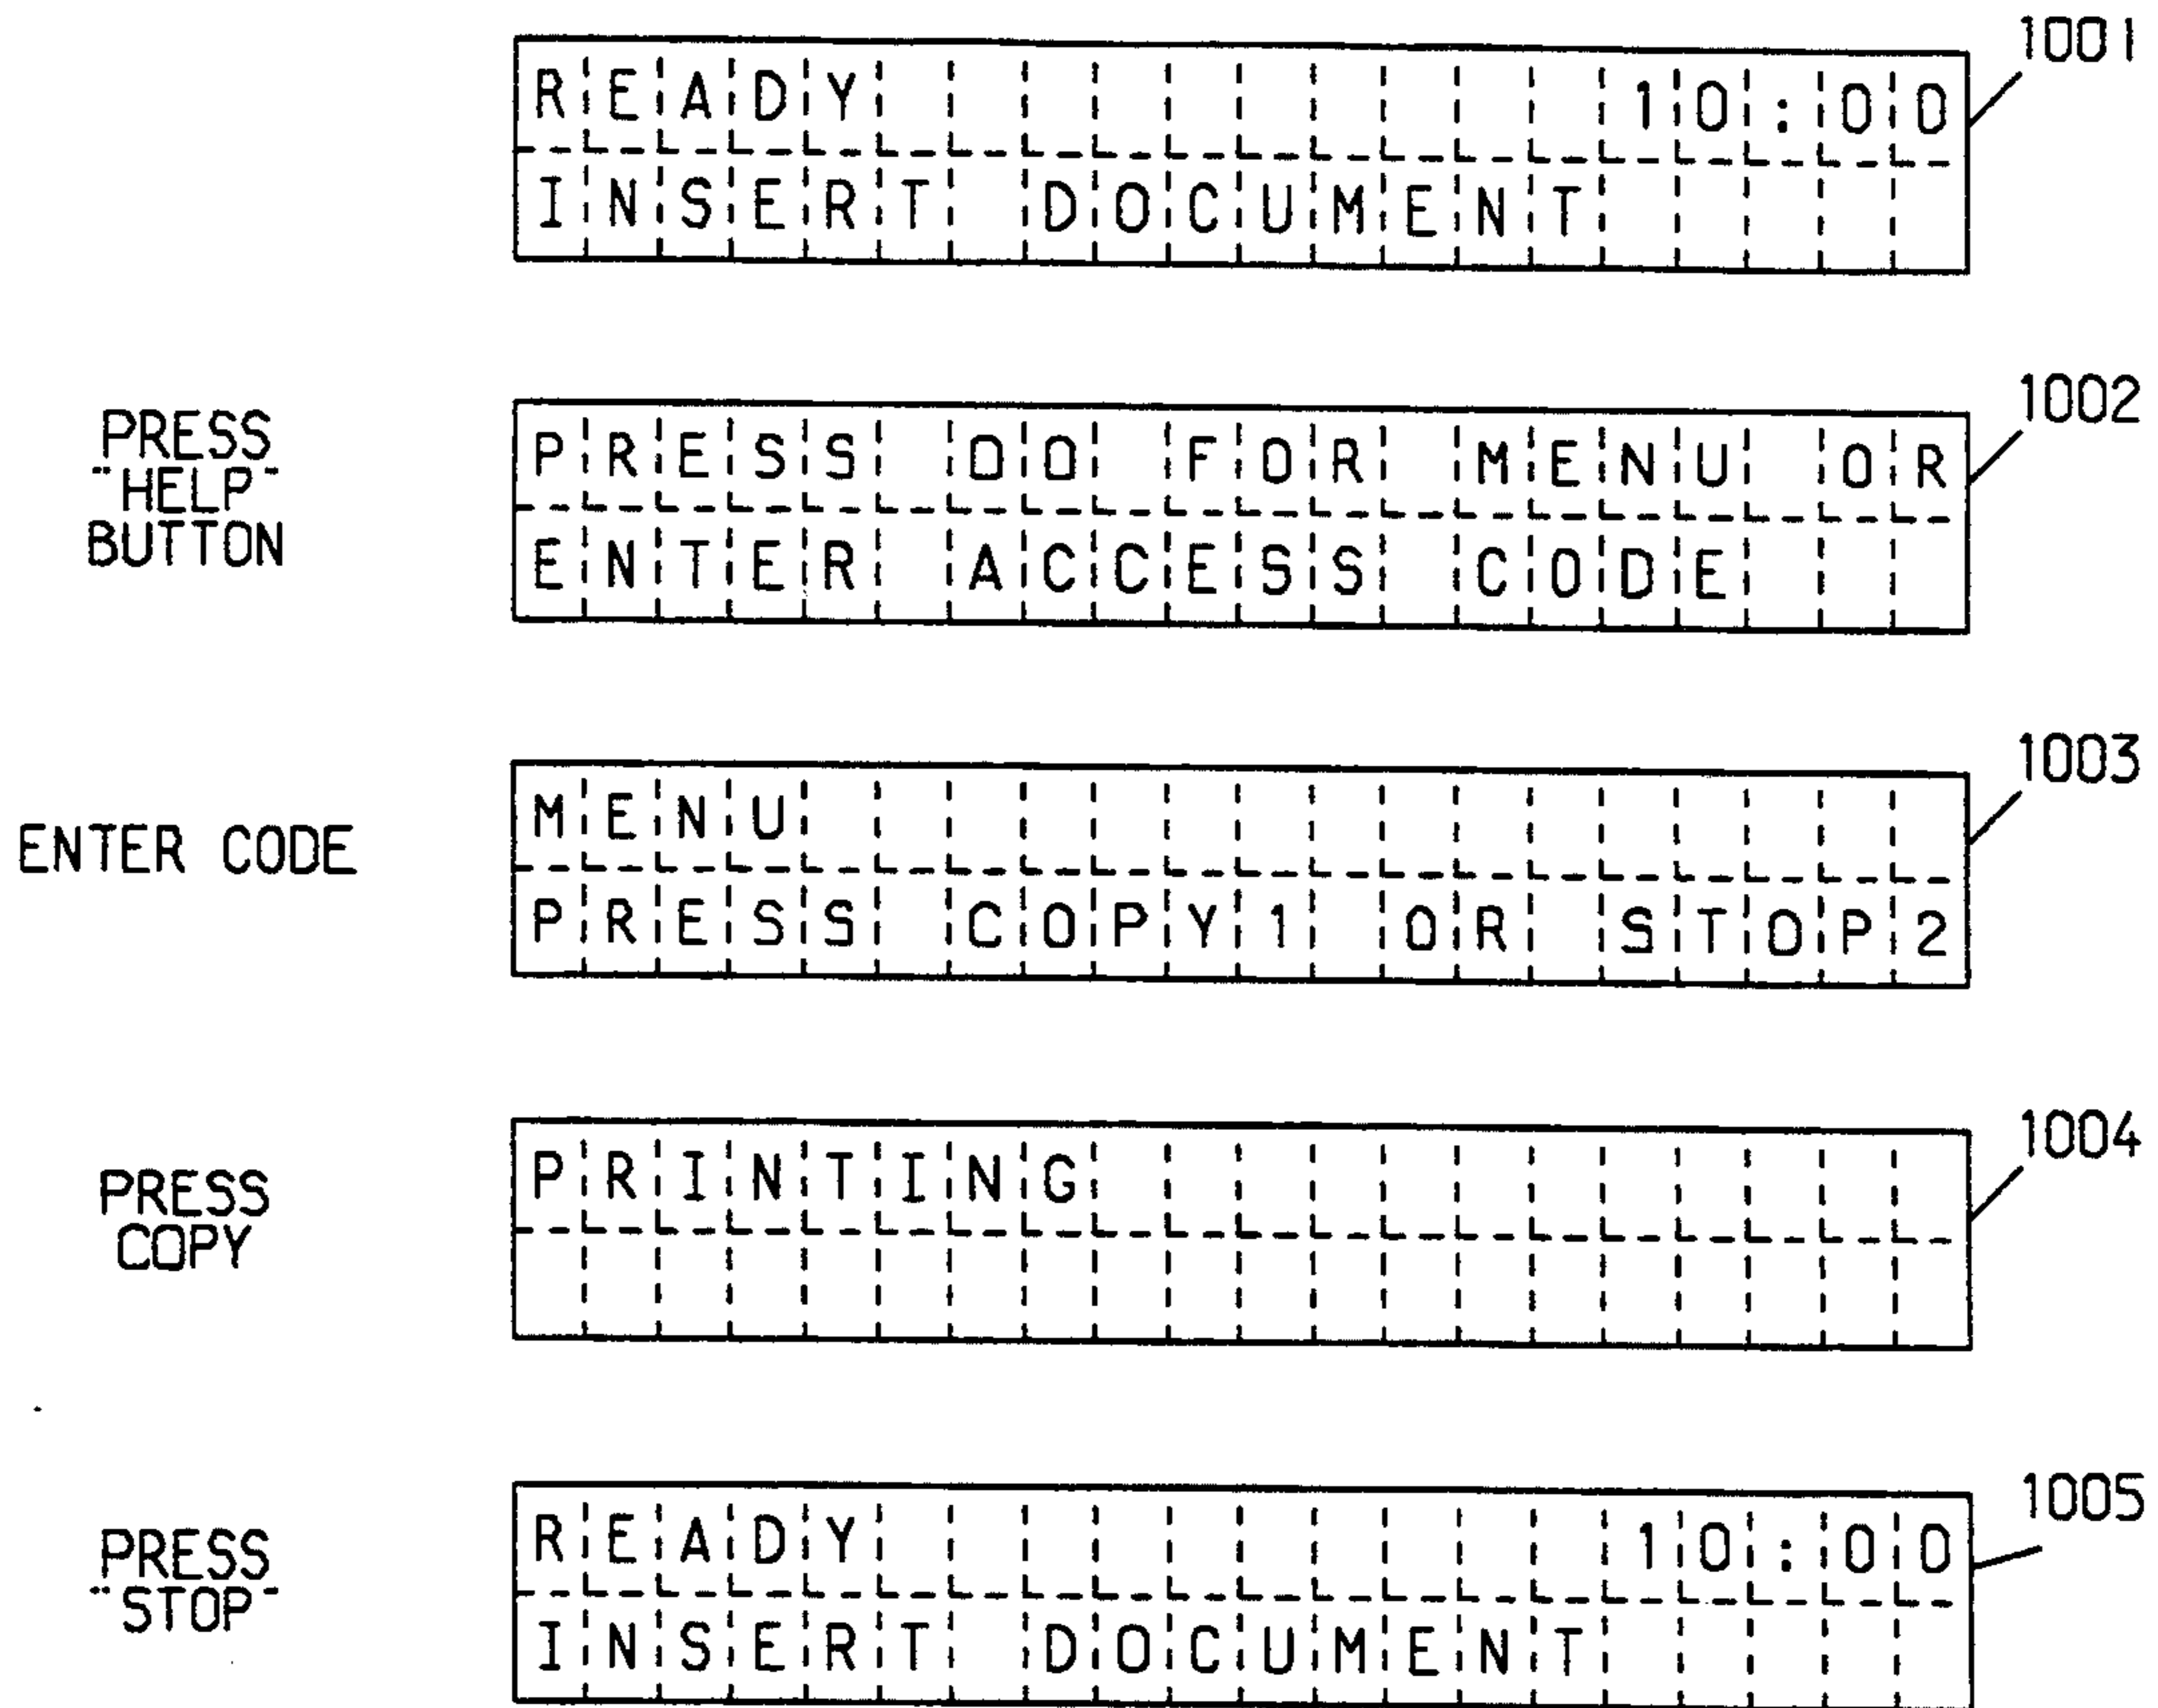 1001
READY 10:00
INSERT DOCUMENT
1002
PRESS
"HELP"
BUTTON
PRESS 00 FOR MENU OR
ENTER ACCESS CODE
1003
ENTER CODE
MENU
PRESS COPY1 OR STOP2
1004
PRESS
COPY
PRINTING
1005
PRESS
"STOP"
READY 10:00
INSERT DOCUMENT